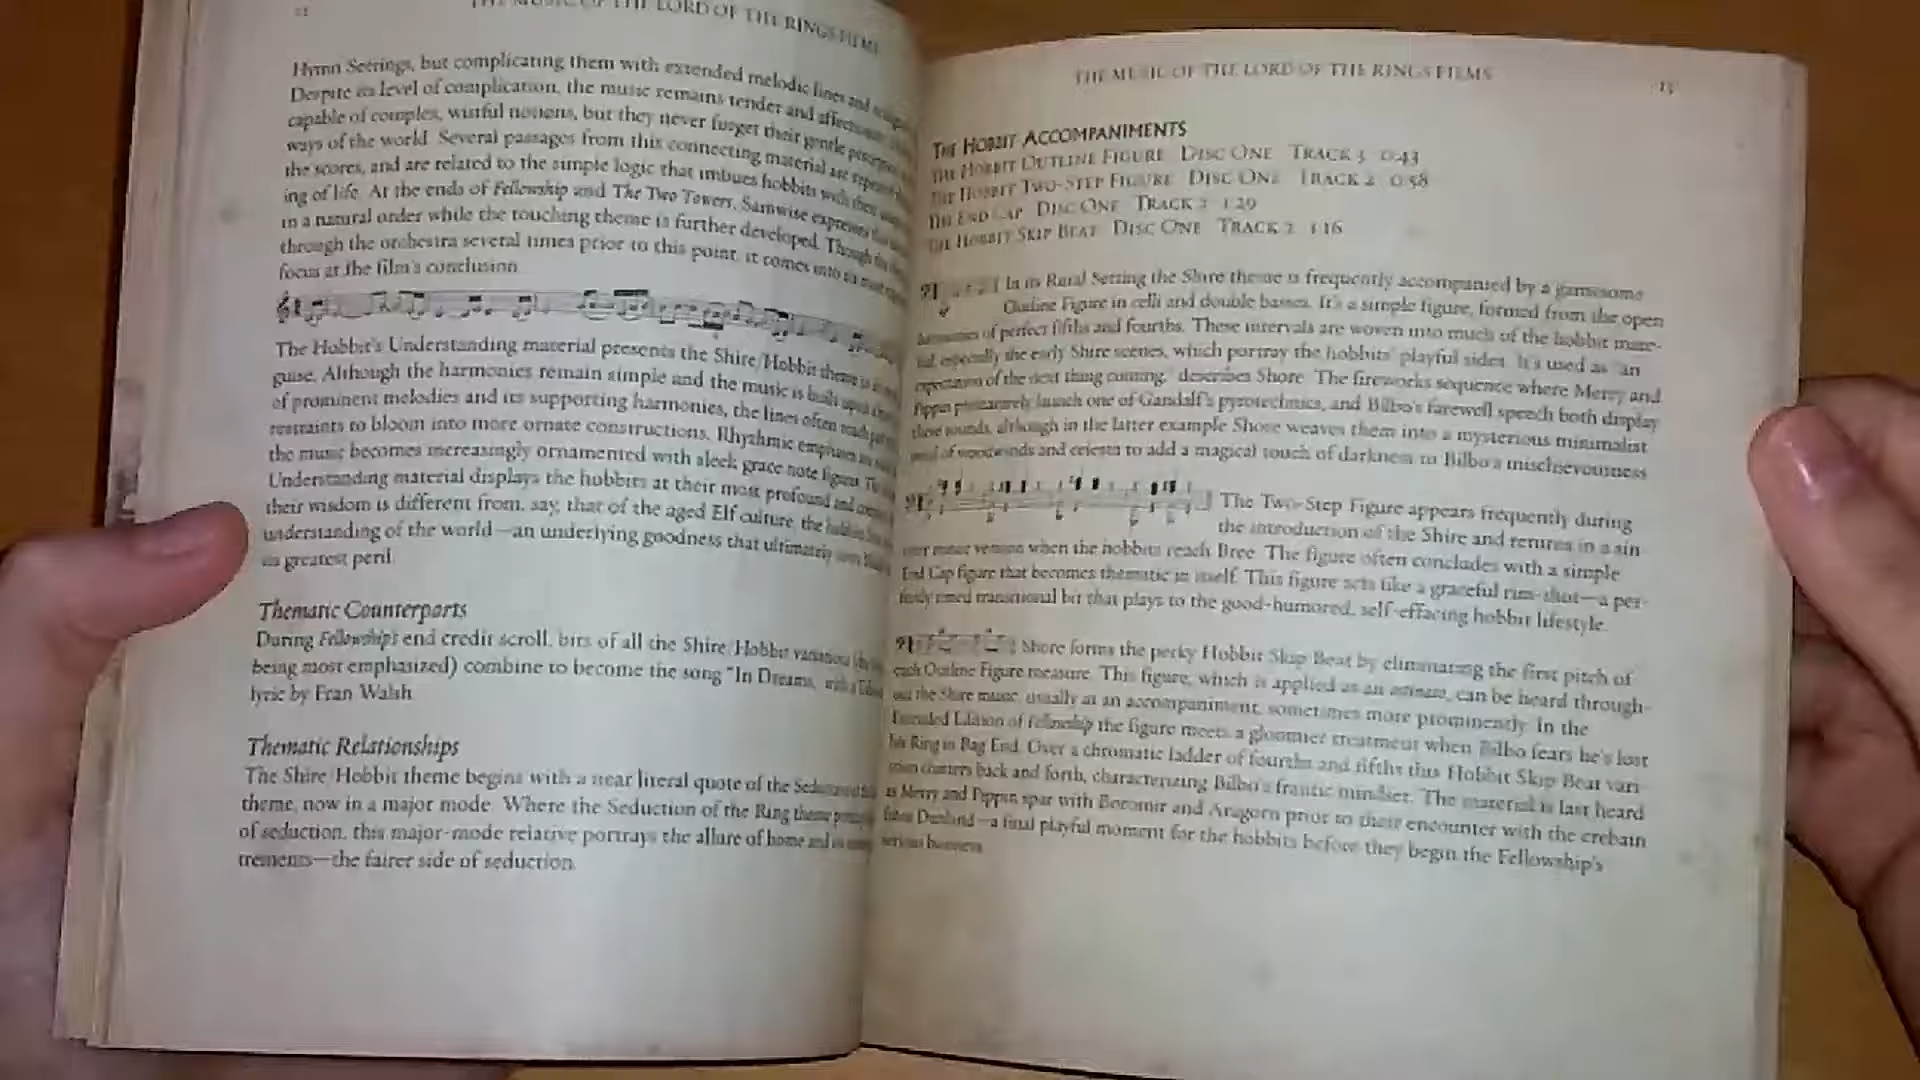 12
THE MUSIC OF THE LORD OF THE RINGS FILMS
Hymn Settings, but complicating them with extended melodic lines and
Despite its level of complication, the music remains tender and
capable of complex, wistful notions, but they never forget their gentle
ways of the world. Several passages from this connecting material are
the scores, and are related to the simple logic that imbues hobbits with their
ing of life. At the ends of Fellowship and The Two Towers, Samwise expresses
in a natural order while the touching theme is further developed. Though
through the orchestra several times prior to this point, it comes into its most
focus at the film's conclusion.
The Hobbit's Understanding material presents the Shire/Hobbit theme in
guise. Although the harmonies remain simple and the music is built upon
of prominent melodies and its supporting harmonies, the lines often reach
restraints to bloom into more ornate constructions. Rhythmic emphases
the music becomes increasingly ornamented with sleek grace note figures. The
Understanding material displays the hobbits at their most profound and
their wisdom is different from, say, that of the aged Elf culture, the hobbits
understanding of the world—an underlying goodness that ultimately
its greatest peril.
Thematic Counterparts
During Fellowship's end credit scroll, bits of all the Shire/Hobbit variations
being most emphasized) combine to become the song "In Dreams," with a
lyric by Fran Walsh.
Thematic Relationships
The Shire/Hobbit theme begins with a near literal quote of the Seduction
theme, now in a major mode. Where the Seduction of the Ring theme
of seduction, this major-mode relative portrays the allure of home and its
trements—the fairer side of seduction.
THE MUSIC OF THE LORD OF THE RINGS FILMS
13
THE HOBBIT ACCOMPANIMENTS
THE HOBBIT OUTLINE FIGURE DISC ONE TRACK 3 0:43
THE HOBBIT TWO-STEP FIGURE DISC ONE TRACK 2 0:58
THE END CAP DISC ONE TRACK 2 1:29
THE HOBBIT SKIP BEAT DISC ONE TRACK 2 1:16
In its Rural Setting the Shire theme is frequently accompanied by a gamesome
Outline Figure in celli and double basses. It's a simple figure, formed from the open
harmonies of perfect fifths and fourths. These intervals are woven into much of the hobbit mate-
rial, especially the early Shire scenes, which portray the hobbits' playful sides. It's used as "an
expectation of the next thing coming," describes Shore. The fireworks sequence where Merry and
Pippin prematurely launch one of Gandalf's pyrotechnics, and Bilbo's farewell speech both display
these sounds, although in the latter example Shore weaves them into a mysterious minimalist
of woodwinds and celesta to add a magical touch of darkness to Bilbo's mischievousness.
The Two-Step Figure appears frequently during
the introduction of the Shire and returns in a sin-
ister minor version when the hobbits reach Bree. The figure often concludes with a simple
End Cap figure that becomes thematic in itself. This figure acts like a graceful rim-shot—a per-
fectly timed transitional bit that plays to the good-humored, self-effacing hobbit lifestyle.
Shore forms the perky Hobbit Skip Beat by eliminating the first pitch of
each Outline Figure measure. This figure, which is applied as an ostinato, can be heard through-
out the Shire music, usually as an accompaniment, sometimes more prominently. In the
Extended Edition of Fellowship the figure meets a gloomier treatment when Bilbo fears he's lost
his Ring in Bag End. Over a chromatic ladder of fourths and fifths this Hobbit Skip Beat vari-
ation chatters back and forth, characterizing Bilbo's frantic mindset. The material is last heard
as Merry and Pippin spar with Boromir and Aragorn prior to their encounter with the crebain
from Dunland—a final playful moment for the hobbits before they begin the Fellowship's
serious business.